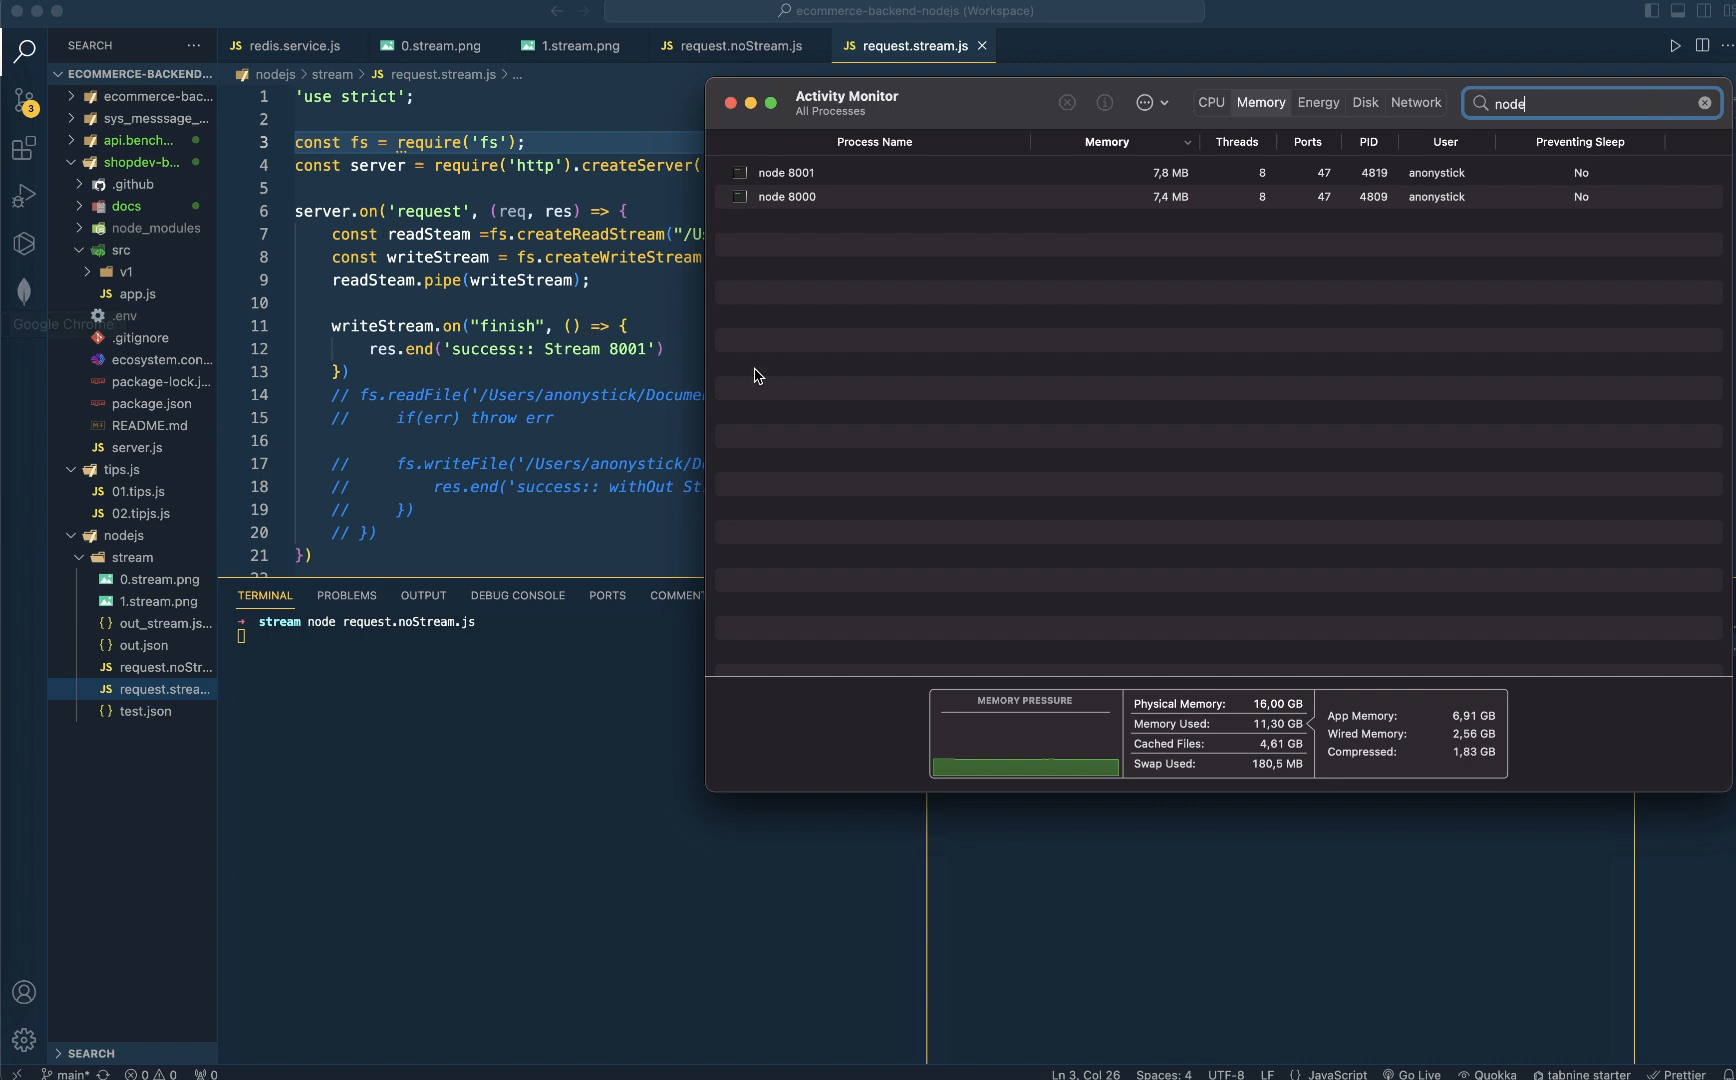 ecommerce-backend-nodejs (Workspace)
SEARCH
ECOMMERCE-BACKEND...
ecommerce-bac...
sys_messsage_...
api.bench...
shopdev-b...
.github
docs
node_modules
src
v1
JS app.js
.env
Google Chrome
.gitignore
ecosystem.con...
package-lock.j...
package.json
README.md
JS server.js
tips.js
JS 01.tips.js
JS 02.tipjs.js
nodejs
stream
0.stream.png
1.stream.png
{ } out_stream.js...
{ } out.json
JS request.noStr...
JS request.strea...
{ } test.json
SEARCH
3
JS redis.service.js
0.stream.png
1.stream.png
JS request.noStream.js
JS request.stream.js
nodejs > stream > JS request.stream.js > ...
1 'use strict';
2
3 const fs = require('fs');
4 const server = require('http').createServer(
5
6 server.on('request', (req, res) => {
7 const readSteam =fs.createReadStream("/U
8 const writeStream = fs.createWriteStream
9 readSteam.pipe(writeStream);
10
11 writeStream.on("finish", () => {
12 res.end('success:: Stream 8001')
13 })
14 // fs.readFile('/Users/anonystick/Docume
15 // if(err) throw err
16
17 // fs.writeFile('/Users/anonystick/D
18 // res.end('success:: withOut St
19 // })
20 // })
21 })
22
TERMINAL PROBLEMS OUTPUT DEBUG CONSOLE PORTS COMMENT
→ stream node request.noStream.js
Activity Monitor
All Processes
CPU Memory Energy Disk Network
node
Process Name Memory Threads Ports PID User Preventing Sleep
node 8001 7,8 MB 8 47 4819 anonystick No
node 8000 7,4 MB 8 47 4809 anonystick No
MEMORY PRESSURE
Physical Memory: 16,00 GB
Memory Used: 11,30 GB
Cached Files: 4,61 GB
Swap Used: 180,5 MB
App Memory: 6,91 GB
Wired Memory: 2,56 GB
Compressed: 1,83 GB
main* 0 0 0
Ln 3, Col 26 Spaces: 4 UTF-8 LF { } JavaScript Go Live Quokka tabnine starter Prettier